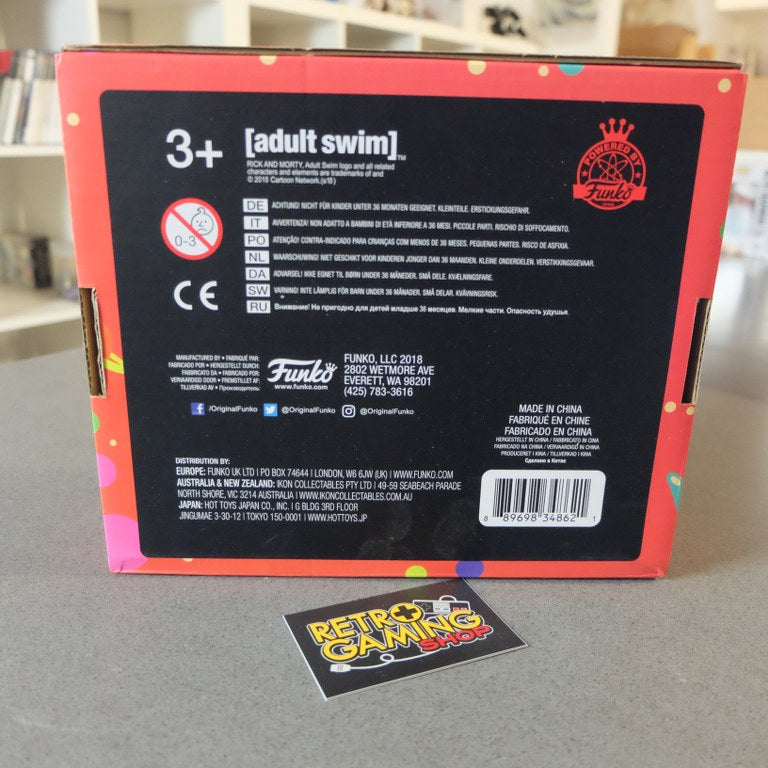 3+
[adult swim]™
RICK AND MORTY, Adult Swim logo and all related
characters and elements are trademarks of and
© 2018 Cartoon Network.(s18)
POWERED BY
Funko
0-3
DE ACHTUNG! NICHT FÜR KINDER UNTER 36 MONATEN GEEIGNET. KLEINTEILE. ERSTICKUNGSGEFAHR.
IT AVVERTENZA! NON ADATTO A BAMBINI DI ETÀ INFERIORE A 36 MESI. PICCOLE PARTI. RISCHIO DI SOFFOCAMENTO.
PO ATENÇÃO! CONTRA-INDICADO PARA CRIANÇAS COM MENOS DE 36 MESES. PEQUENAS PARTES. RISCO DE ASFIXIA.
NL WAARSCHUWING! NIET GESCHIKT VOOR KINDEREN JONGER DAN 36 MAANDEN. KLEINE ONDERDELEN. VERSTIKKINGSGEVAAR.
DA ADVARSEL! IKKE EGNET TIL BØRN UNDER 36 MÅNEDER. SMÅ DELE. KVÆLNINGSFARE.
SW VARNING! INTE LÄMPLIG FÖR BARN UNDER 36 MÅNADER. SMÅ DELAR. KVÄVNINGSRISK.
RU Внимание! Не пригодно для детей младше 36 месяцев. Мелкие части. Опасность удушья.
CE
MANUFACTURED BY • FABRIQUÉ PAR:
FABRICADO POR • HERGESTELLT DURCH:
FABBRICATO DA • FABRICADO POR:
VERVAARDIGD DOOR • FREMSTILLET AF:
TILLVERKAD AV • Производитель:
Funko
www.funko.com
FUNKO, LLC 2018
2802 WETMORE AVE
EVERETT, WA 98201
(425) 783-3616
/OriginalFunko @OriginalFunko @OriginalFunko
MADE IN CHINA
FABRIQUÉ EN CHINE
FABRICADO EN CHINA
HERGESTELLT IN CHINA / FABBRICATO IN CINA
FABRICADO NA CHINA / VERVAARDIGD IN CHINA
PRODUCERET I KINA / TILLVERKAD I KINA
Сделано в Китае
DISTRIBUTION BY:
EUROPE: FUNKO UK LTD | PO BOX 74644 | LONDON, W6 6JW (UK) | WWW.FUNKO.COM
AUSTRALIA & NEW ZEALAND: IKON COLLECTABLES PTY LTD | 49-59 SEABEACH PARADE
NORTH SHORE, VIC 3214 AUSTRALIA | WWW.IKONCOLLECTABLES.COM.AU
JAPAN: HOT TOYS JAPAN CO., INC. | G BLDG 3RD FLOOR
JINGUMAE 3-30-12 | TOKYO 150-0001 | WWW.HOTTOYS.JP
8 89698 34862 1
RETRO
GAMING
SHOP